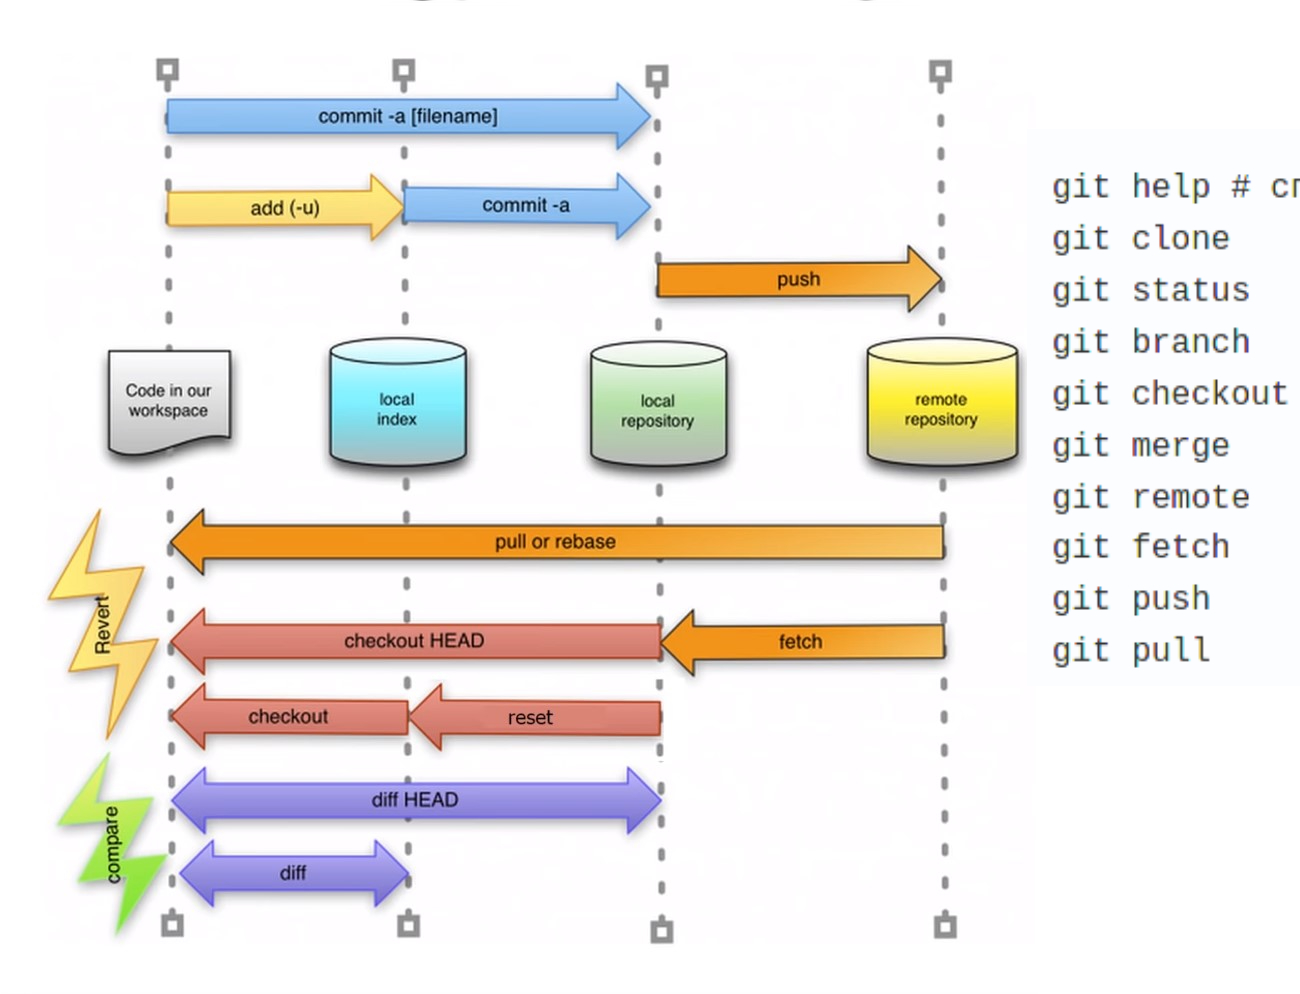 commit -a [filename]
add (-u)
commit -a
push
Code in our
workspace
local
index
local
repository
remote
repository
pull or rebase
Revert
checkout HEAD
fetch
checkout
reset
compare
diff HEAD
diff
git help #
git clone
git status
git branch
git checkout
git merge
git remote
git fetch
git push
git pull